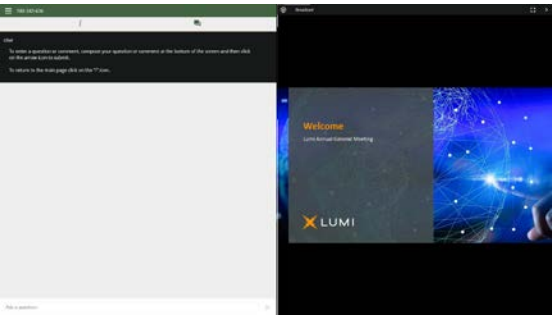 Broadcast
chat
To enter a question or comment, compose your question or comment at the bottom of the screen and then click
on the arrow icon to submit.
To return to the main page click on the "i" icon.
Welcome
Lumi Annual General Meeting
LUMI
Ask a question